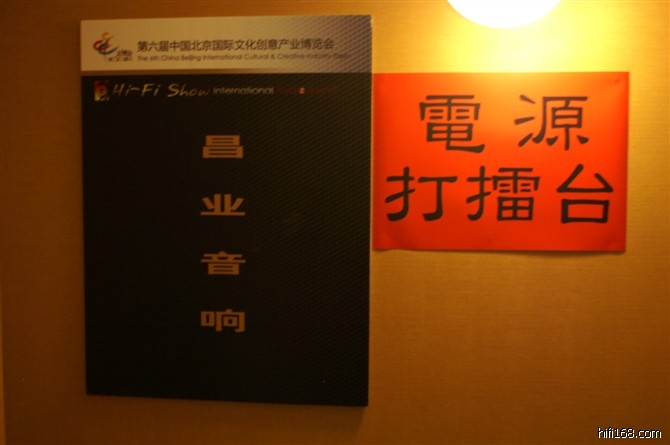 第六届中国北京国际文化创意产业博览会
The 6th China Beijing International Cultural & Creative Industry Expo
Hi-Fi Show International
昌
业
音
响
電源
打擂台
hifi168.com